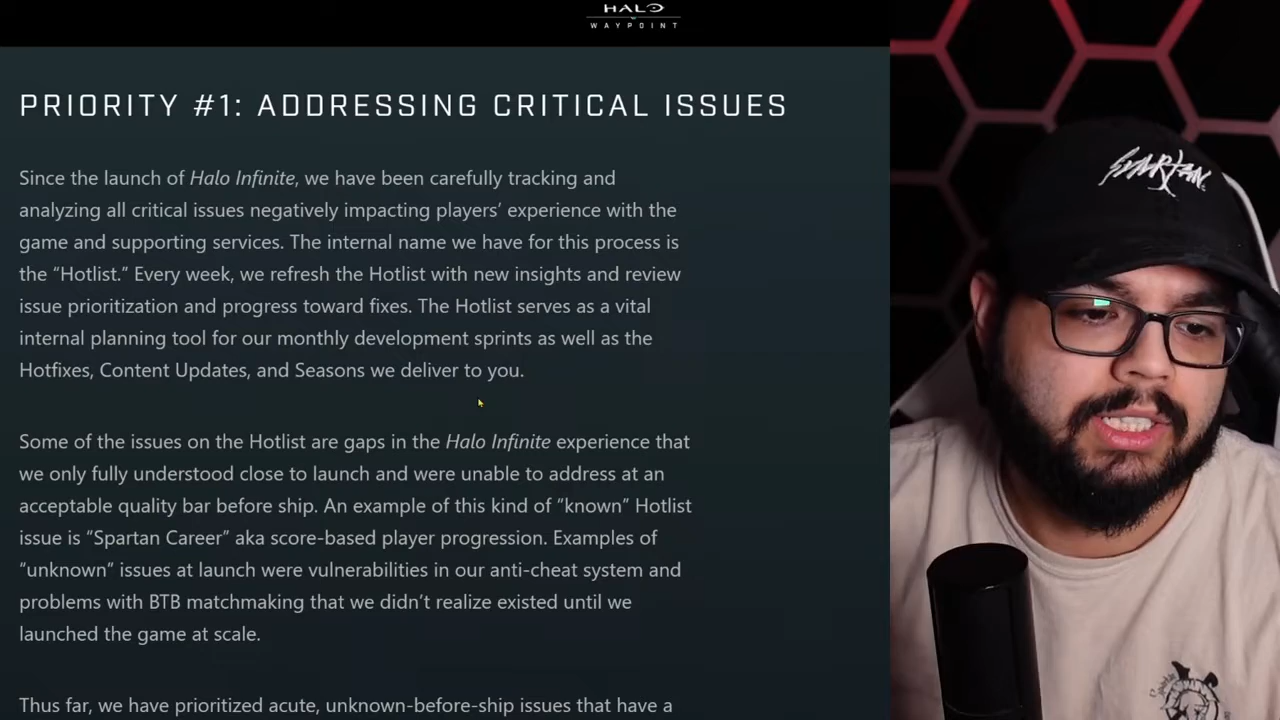 HALO
WAYPOINT
PRIORITY #1: ADDRESSING CRITICAL ISSUES
Since the launch of Halo Infinite, we have been carefully tracking and
analyzing all critical issues negatively impacting players’ experience with the
game and supporting services. The internal name we have for this process is
the “Hotlist.” Every week, we refresh the Hotlist with new insights and review
issue prioritization and progress toward fixes. The Hotlist serves as a vital
internal planning tool for our monthly development sprints as well as the
Hotfixes, Content Updates, and Seasons we deliver to you.
Some of the issues on the Hotlist are gaps in the Halo Infinite experience that
we only fully understood close to launch and were unable to address at an
acceptable quality bar before ship. An example of this kind of “known” Hotlist
issue is “Spartan Career” aka score-based player progression. Examples of
“unknown” issues at launch were vulnerabilities in our anti-cheat system and
problems with BTB matchmaking that we didn’t realize existed until we
launched the game at scale.
Thus far, we have prioritized acute, unknown-before-ship issues that have a
SPARTAN